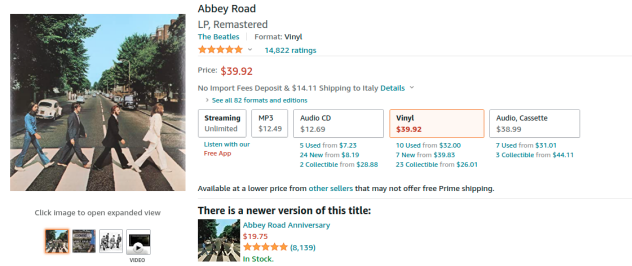 Abbey Road
LP, Remastered
The Beatles Format: Vinyl
14,822 ratings
Price: $39.92
No Import Fees Deposit & $14.11 Shipping to Italy Details
› See all 82 formats and editions
Streaming Unlimited
MP3 $12.49
Audio CD $12.69
Vinyl $39.92
Audio, Cassette $38.99
Listen with our Free App
5 Used from $7.23
24 New from $8.19
2 Collectible from $28.88
10 Used from $32.00
7 New from $39.83
23 Collectible from $26.01
7 Used from $31.01
3 Collectible from $44.11
Available at a lower price from other sellers that may not offer free Prime shipping.
Click image to open expanded view
VIDEO
There is a newer version of this title:
Abbey Road Anniversary
$19.75
(8,139)
In Stock.